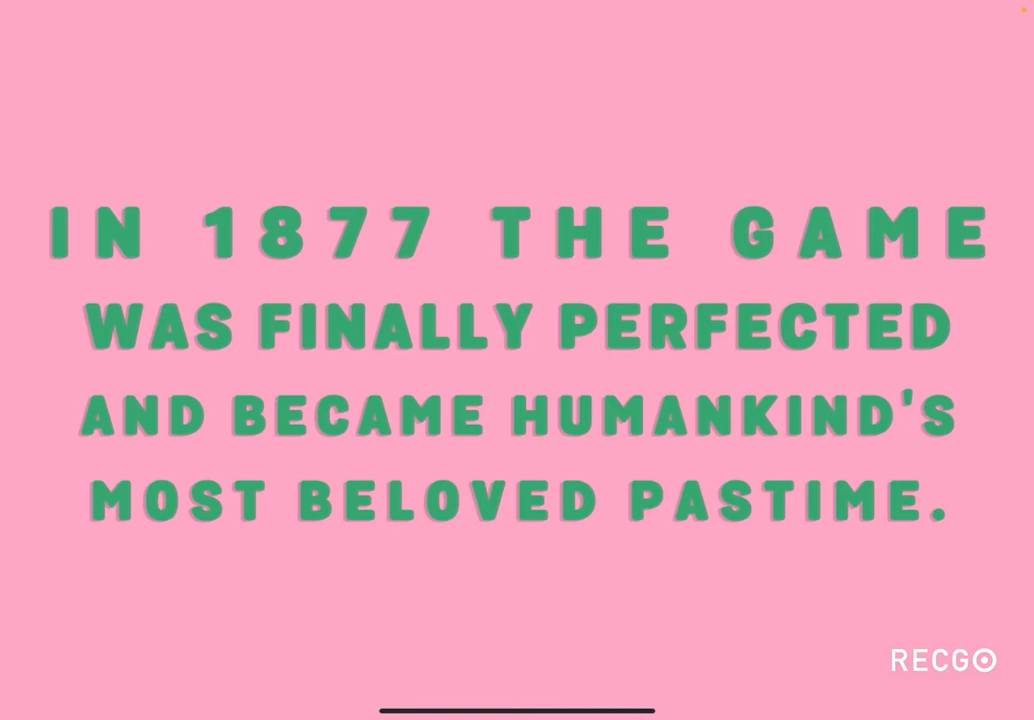 IN 1877 THE GAME
WAS FINALLY PERFECTED
AND BECAME HUMANKIND'S
MOST BELOVED PASTIME.
RECGO